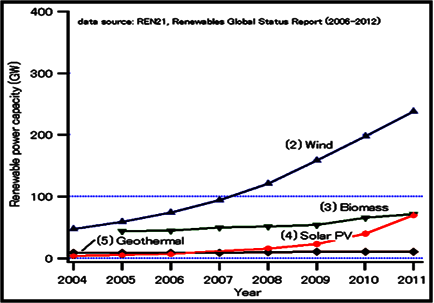 400
data source: REN21, Renewables Global Status Report (2006-2012)
300
Renewable power capacity (GW)
200
(2) Wind
100
(3) Biomass
(5) Geothermal
(4) Solar PV
0
2004 2005 2006 2007 2008 2009 2010 2011
Year